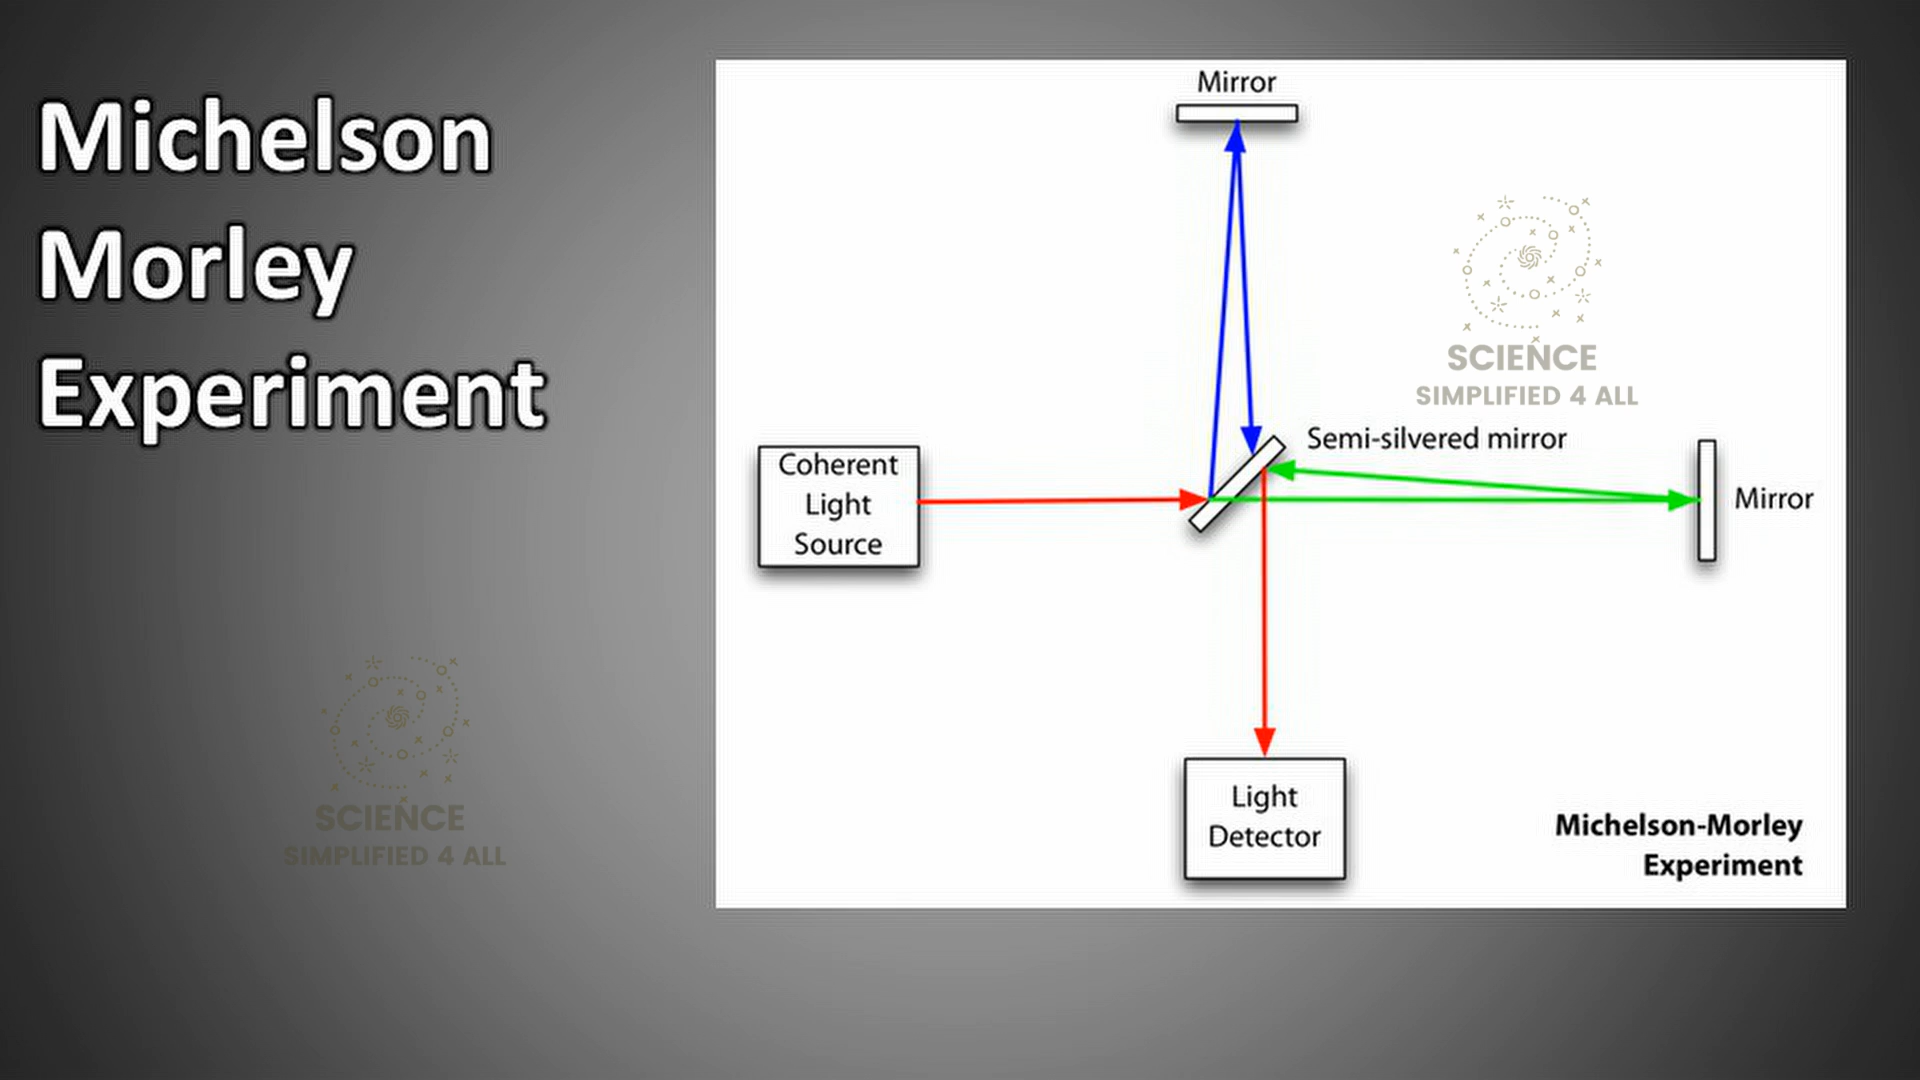 Michelson
Morley
Experiment
Mirror
SCIENCE
SIMPLIFIED 4 ALL
Semi-silvered mirror
Coherent
Light
Source
Mirror
Light
Detector
Michelson-Morley
Experiment
SCIENCE
SIMPLIFIED 4 ALL